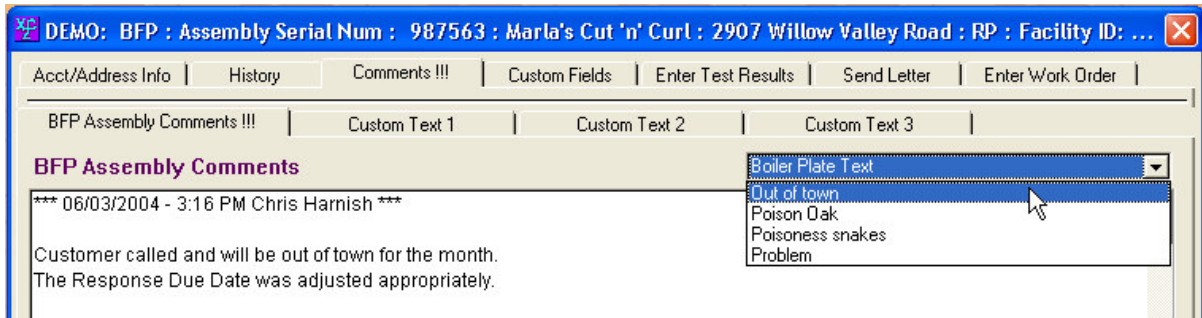 DEMO: BFP : Assembly Serial Num : 987563 : Marla's Cut 'n' Curl : 2907 Willow Valley Road : RP : Facility ID: ...
Acct/Address Info | History | Comments !!! | Custom Fields | Enter Test Results | Send Letter | Enter Work Order |
BFP Assembly Comments !!! | Custom Text 1 | Custom Text 2 | Custom Text 3 |
BFP Assembly Comments
Boiler Plate Text
Out of town
Poison Oak
Poisoness snakes
Problem
*** 06/03/2004 - 3:16 PM Chris Harnish ***
Customer called and will be out of town for the month.
The Response Due Date was adjusted appropriately.